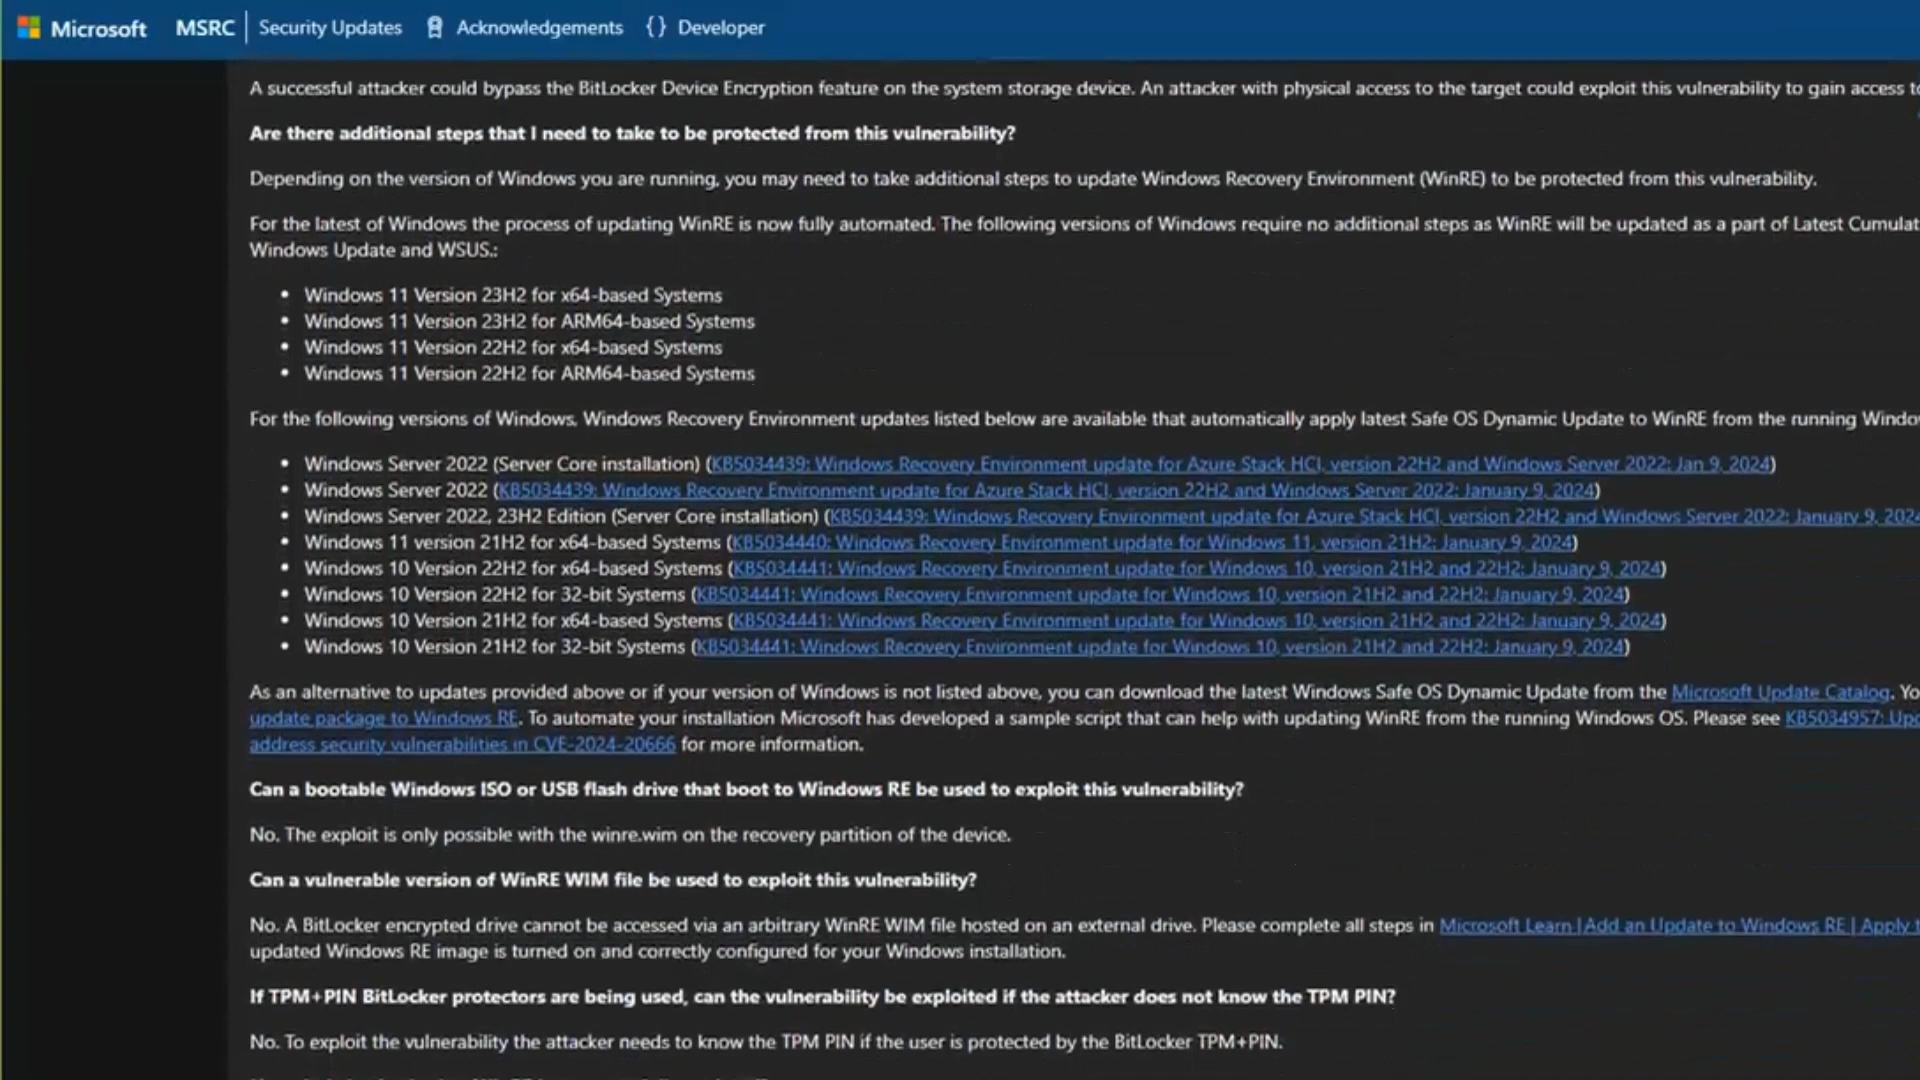 Microsoft MSRC Security Updates Acknowledgements {} Developer
A successful attacker could bypass the BitLocker Device Encryption feature on the system storage device. An attacker with physical access to the target could exploit this vulnerability to gain access
Are there additional steps that I need to take to be protected from this vulnerability?
Depending on the version of Windows you are running, you may need to take additional steps to update Windows Recovery Environment (WinRE) to be protected from this vulnerability.
For the latest of Windows the process of updating WinRE is now fully automated. The following versions of Windows require no additional steps as WinRE will be updated as a part of Latest
Windows Update and WSUS.:
• Windows 11 Version 23H2 for x64-based Systems
• Windows 11 Version 23H2 for ARM64-based Systems
• Windows 11 Version 22H2 for x64-based Systems
• Windows 11 Version 22H2 for ARM64-based Systems
For the following versions of Windows, Windows Recovery Environment updates listed below are available that automatically apply latest Safe OS Dynamic Update to WinRE from the running
• Windows Server 2022 (Server Core installation) (KB5034439: Windows Recovery Environment update for Azure Stack HCI, version 22H2 and Windows Server 2022: Jan 9, 2024)
• Windows Server 2022 (KB5034439: Windows Recovery Environment update for Azure Stack HCI, version 22H2 and Windows Server 2022: January 9, 2024)
• Windows Server 2022, 23H2 Edition (Server Core installation) (KB5034439: Windows Recovery Environment update for Azure Stack HCI, version 22H2 and Windows Server 2022: January 9,
• Windows 11 version 21H2 for x64-based Systems (KB5034440: Windows Recovery Environment update for Windows 11, version 21H2: January 9, 2024)
• Windows 10 Version 22H2 for x64-based Systems (KB5034441: Windows Recovery Environment update for Windows 10, version 21H2 and 22H2: January 9, 2024)
• Windows 10 Version 22H2 for 32-bit Systems (KB5034441: Windows Recovery Environment update for Windows 10, version 21H2 and 22H2: January 9, 2024)
• Windows 10 Version 21H2 for x64-based Systems (KB5034441: Windows Recovery Environment update for Windows 10, version 21H2 and 22H2: January 9, 2024)
• Windows 10 Version 21H2 for 32-bit Systems (KB5034441: Windows Recovery Environment update for Windows 10, version 21H2 and 22H2: January 9, 2024)
As an alternative to updates provided above or if your version of Windows is not listed above, you can download the latest Windows Safe OS Dynamic Update from the Microsoft Update Catalog.
update package to Windows RE. To automate your installation Microsoft has developed a sample script that can help with updating WinRE from the running Windows OS. Please see KB5034957:
address security vulnerabilities in CVE-2024-20666 for more information.
Can a bootable Windows ISO or USB flash drive that boot to Windows RE be used to exploit this vulnerability?
No. The exploit is only possible with the winre.wim on the recovery partition of the device.
Can a vulnerable version of WinRE WIM file be used to exploit this vulnerability?
No. A BitLocker encrypted drive cannot be accessed via an arbitrary WinRE WIM file hosted on an external drive. Please complete all steps in Microsoft Learn | Add an Update to Windows RE | Apply
updated Windows RE image is turned on and correctly configured for your Windows installation.
If TPM+PIN BitLocker protectors are being used, can the vulnerability be exploited if the attacker does not know the TPM PIN?
No. To exploit the vulnerability the attacker needs to know the TPM PIN if the user is protected by the BitLocker TPM+PIN.